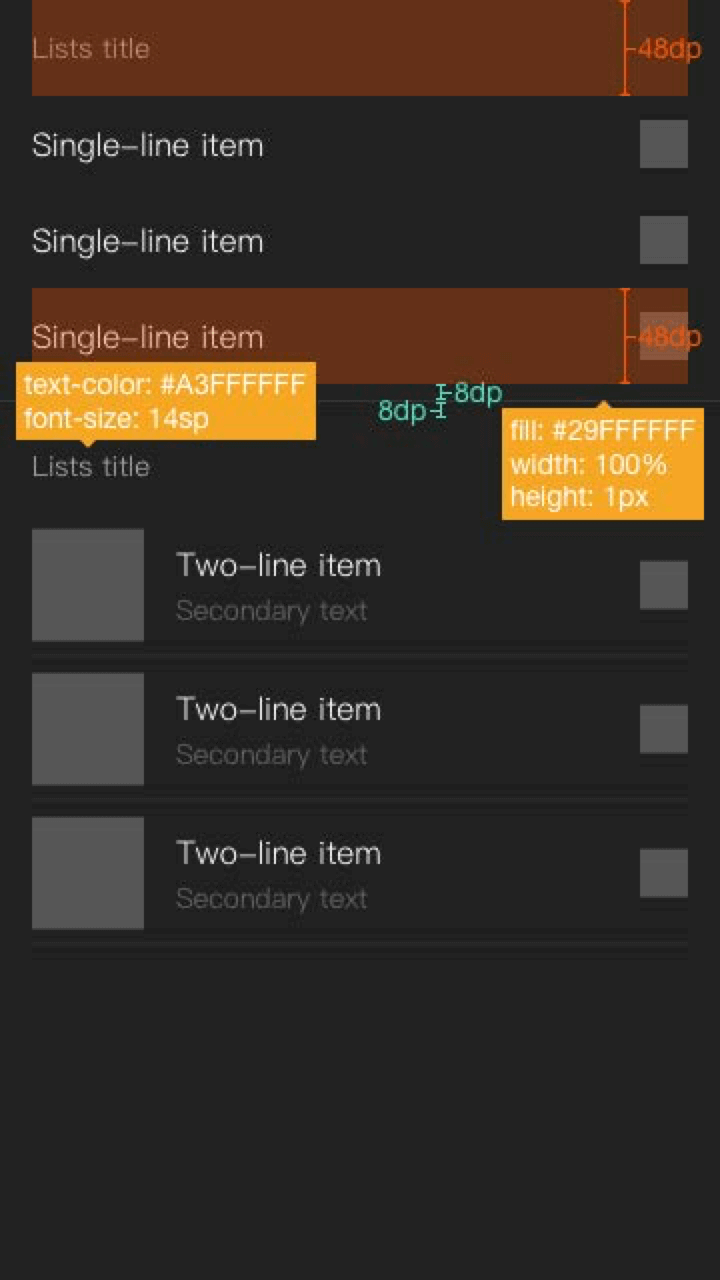 Lists title
48dp
Single–line item
Single–line item
Single–line item
48dp
text-color: #A3FFFFFF
font-size: 14sp
8dp
8dp
fill: #29FFFFFF
width: 100%
height: 1px
Lists title
Two–line item
Secondary text
Two–line item
Secondary text
Two–line item
Secondary text